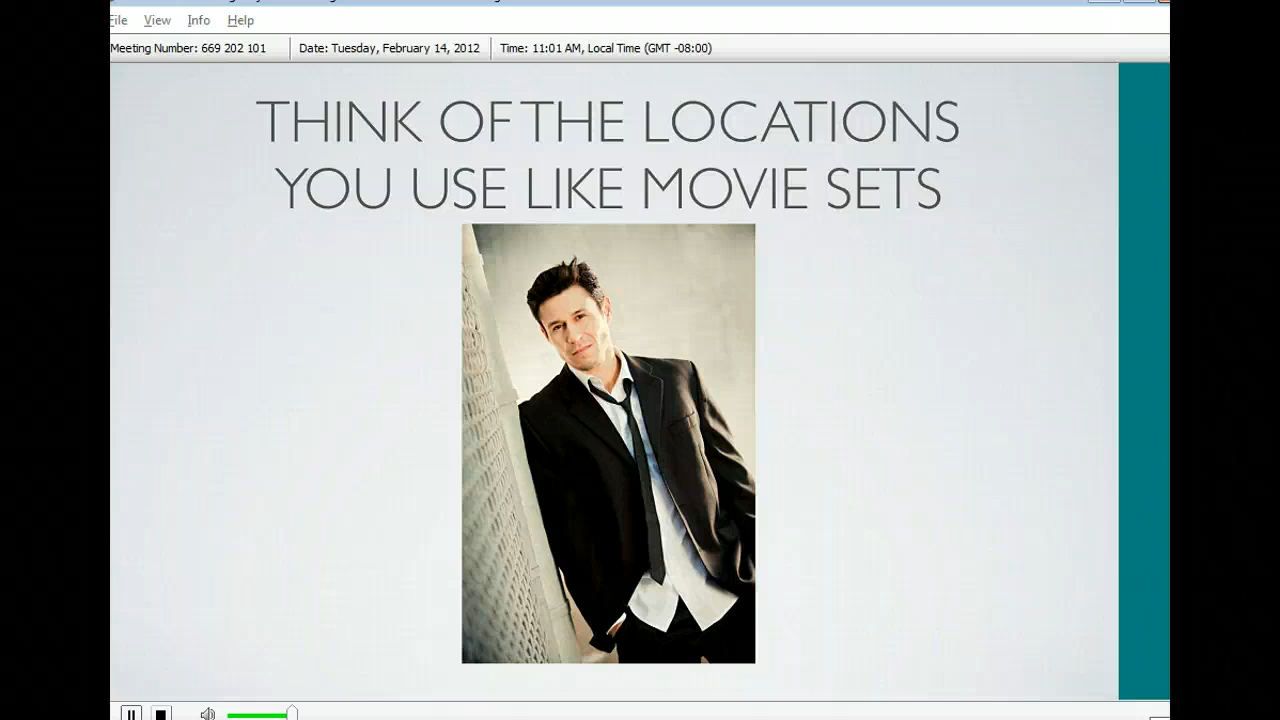 File View Info Help
Meeting Number: 669 202 101 Date: Tuesday, February 14, 2012 Time: 11:01 AM, Local Time (GMT -08:00)
THINK OF THE LOCATIONS
YOU USE LIKE MOVIE SETS